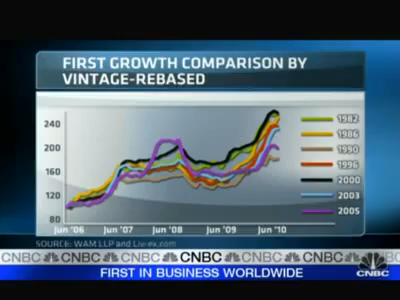 FIRST GROWTH COMPARISON BY
VINTAGE-REBASED
240
200
160
120
80
Jun '06
Jun '07
Jun '08
Jun '09
Jun '10
1982
1986
1990
1996
2000
2003
2005
SOURCE: WAM LLP and Liv-ex.com
CNBC CNBC CNBC CNBC CNBC
FIRST IN BUSINESS WORLDWIDE
CNBC